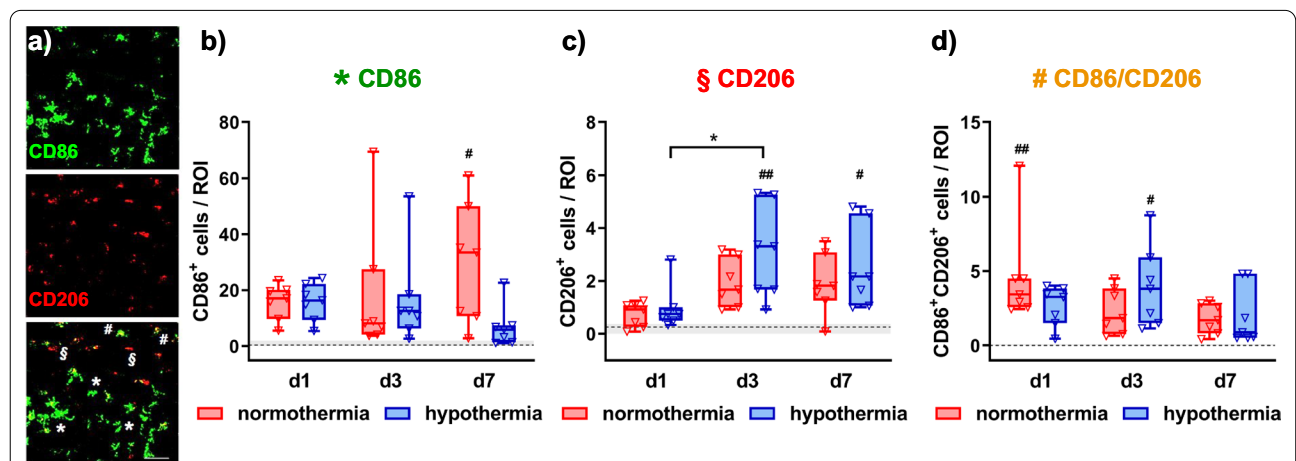 a)
CD86
CD206
#
#
§
§
*
*
*
b)
* CD86
CD86+ cells / ROI
80
60
40
20
0
#
d1
d3
d7
normothermia
hypothermia
c)
§ CD206
CD206+ cells / ROI
8
6
4
2
0
*
##
#
d1
d3
d7
normothermia
hypothermia
d)
# CD86/CD206
CD86+CD206+ cells / ROI
15
10
5
0
##
#
d1
d3
d7
normothermia
hypothermia